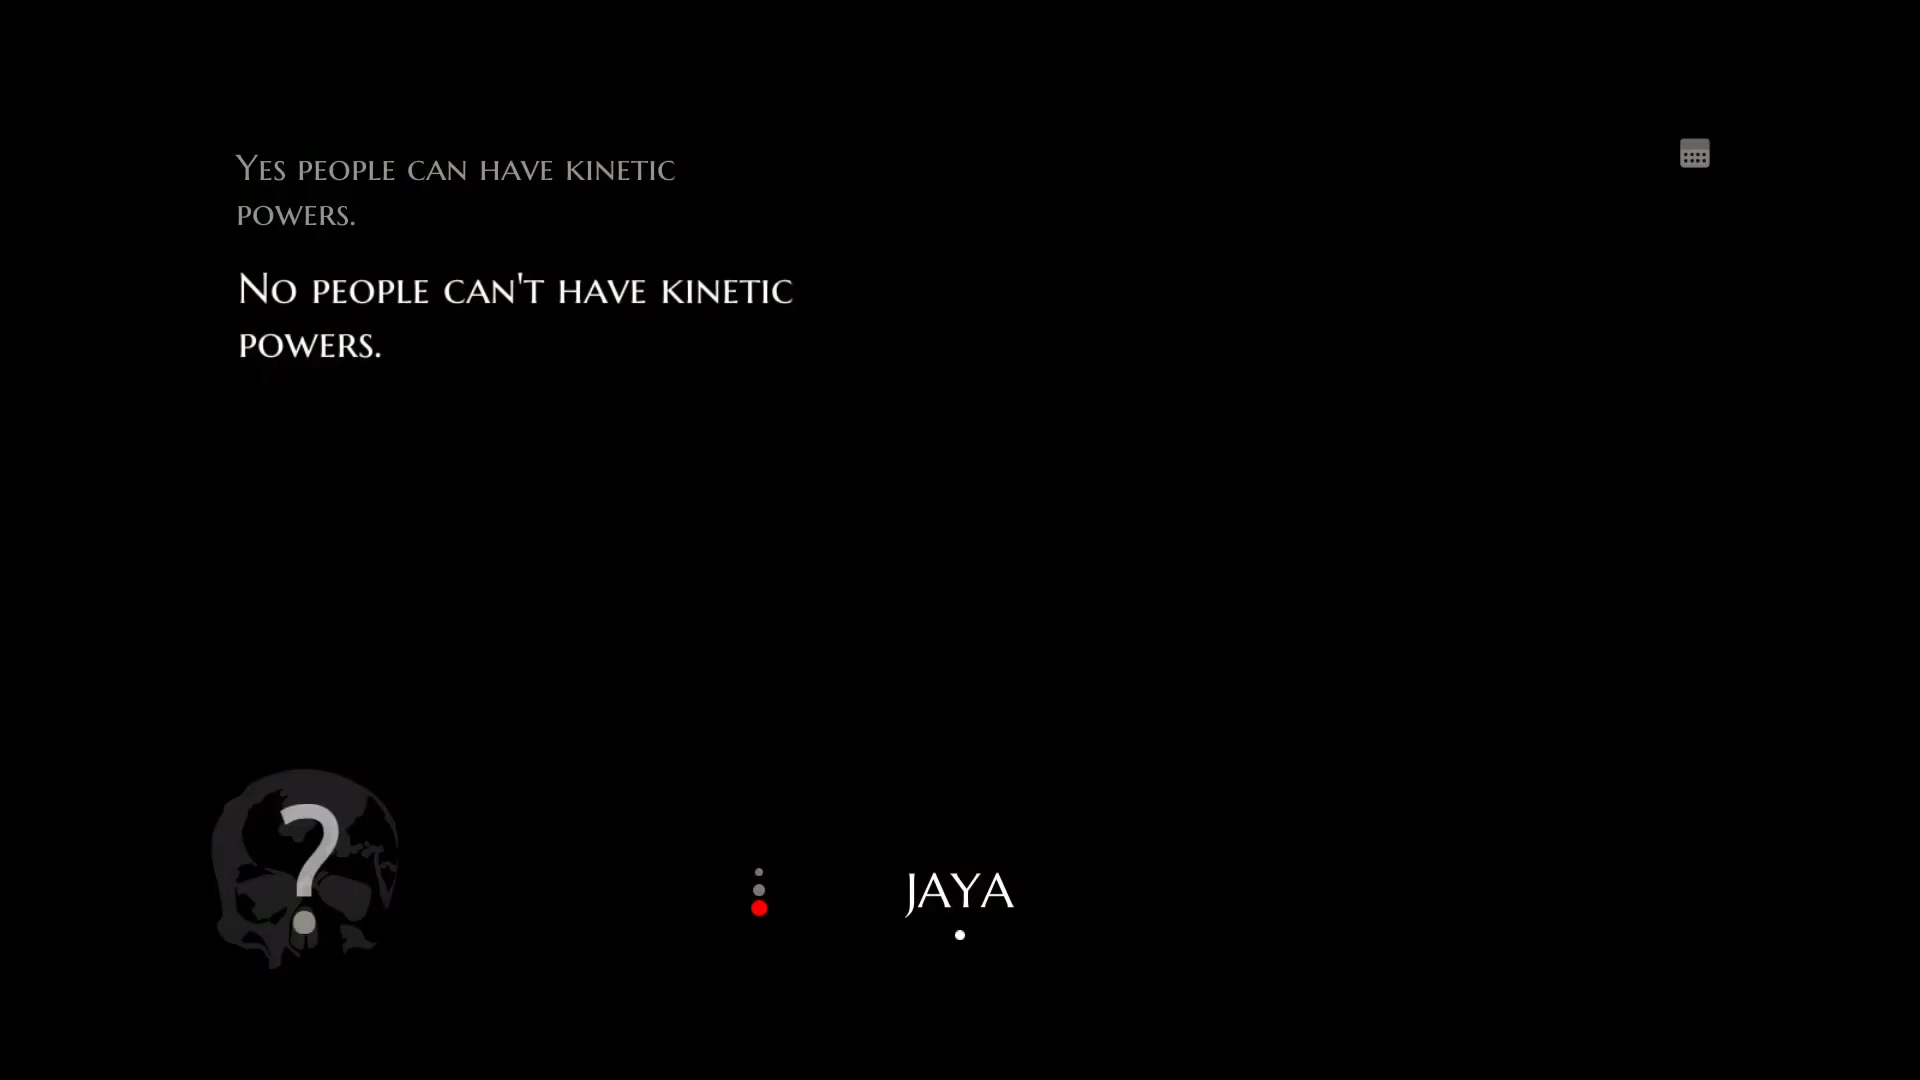 Yes people can have kinetic
powers.
No people can't have kinetic
powers.
?
JAYA